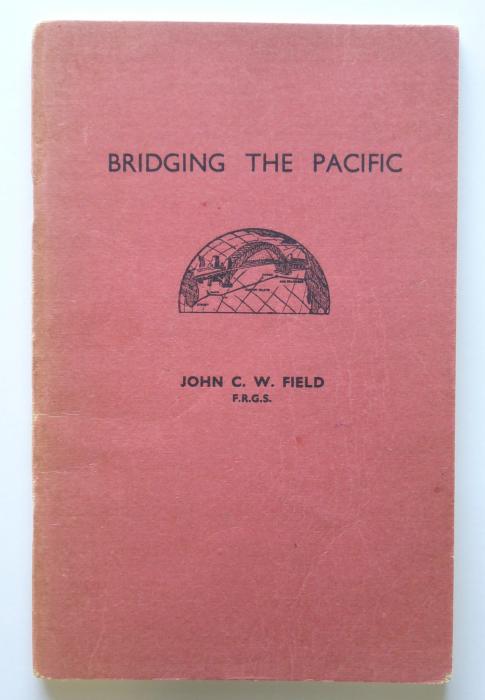 BRIDGING THE PACIFIC
JOHN C. W. FIELD
F.R.G.S.